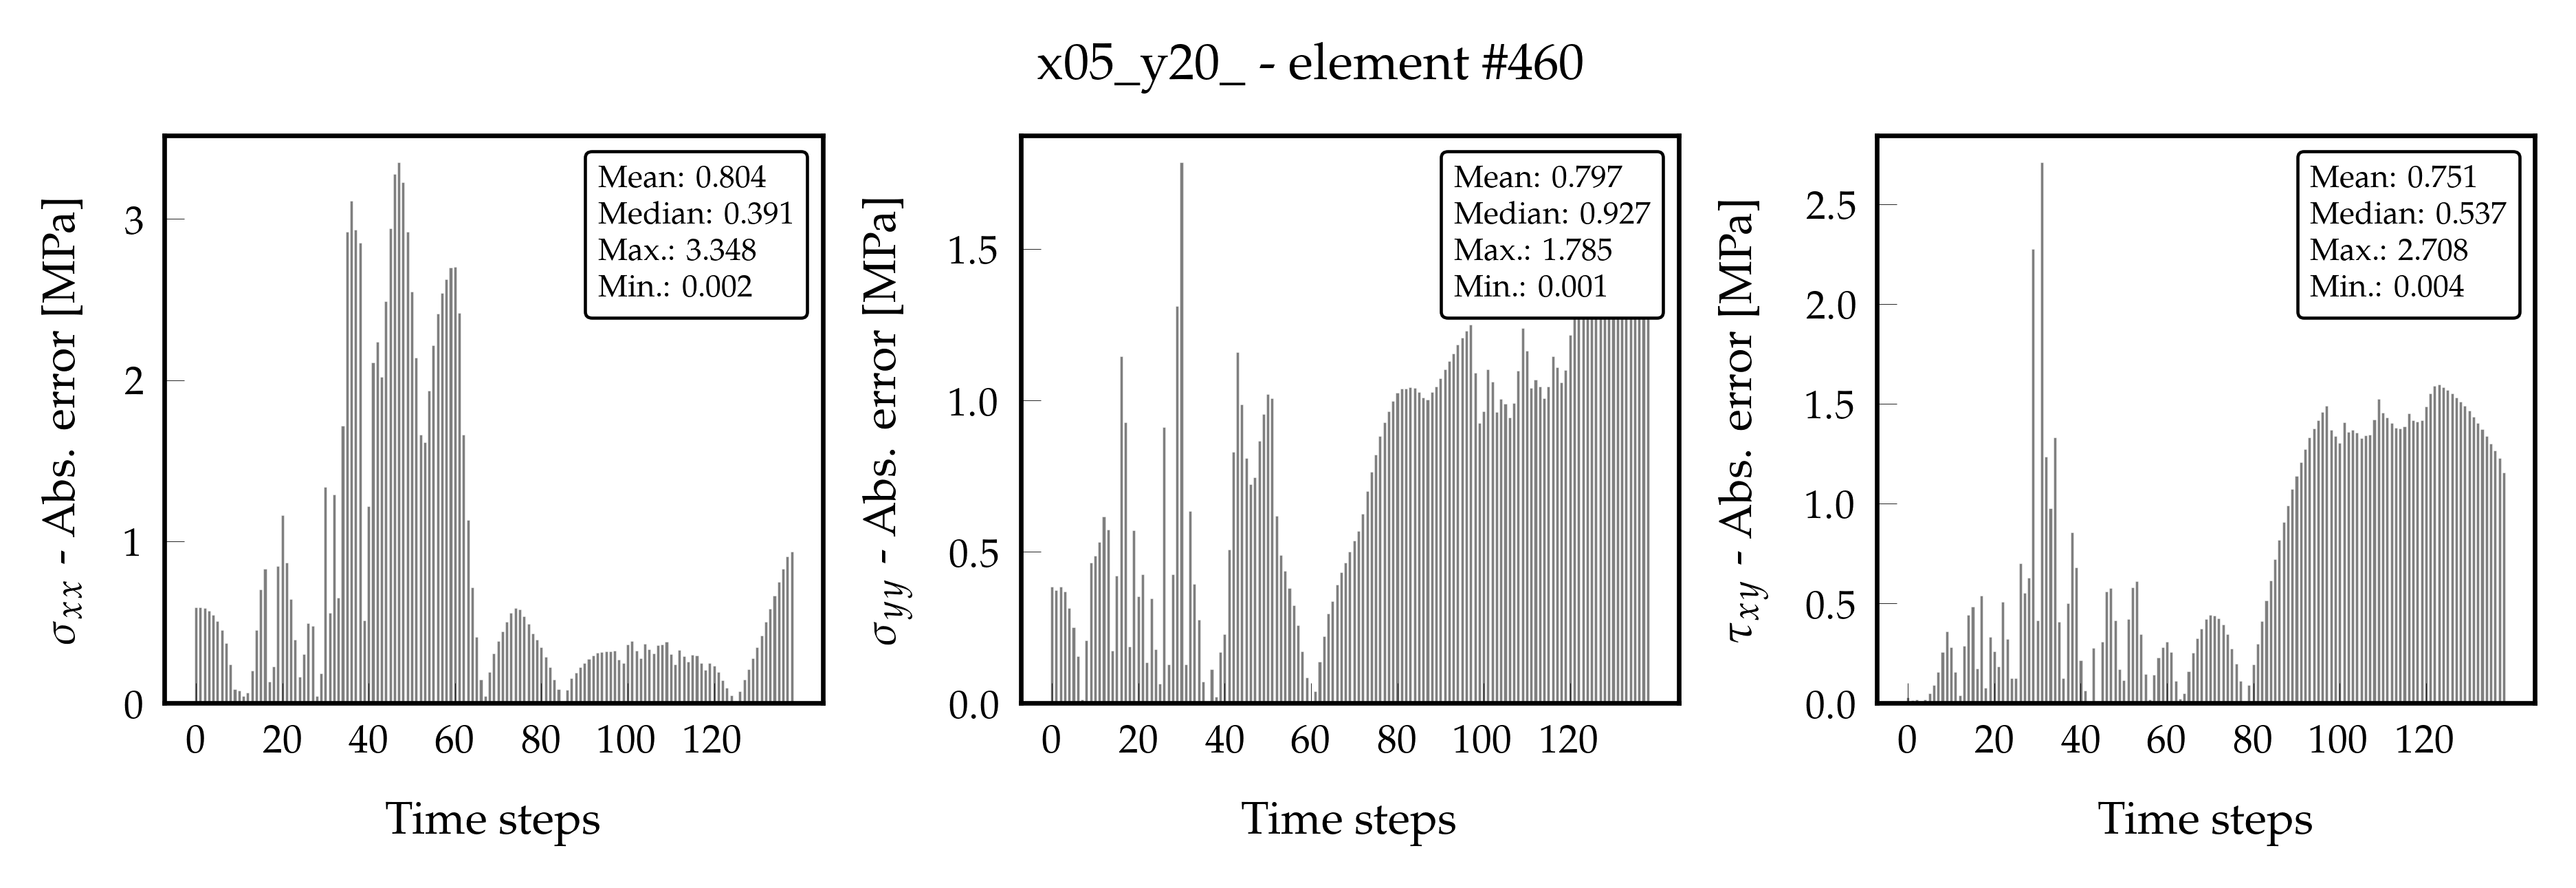 x05_y20_ - element #460
σxx - Abs. error [MPa]
3
2
1
0
Mean: 0.804
Median: 0.391
Max.: 3.348
Min.: 0.002
0 20 40 60 80 100 120
Time steps
σyy - Abs. error [MPa]
1.5
1.0
0.5
0.0
Mean: 0.797
Median: 0.927
Max.: 1.785
Min.: 0.001
0 20 40 60 80 100 120
Time steps
τxy - Abs. error [MPa]
2.5
2.0
1.5
1.0
0.5
0.0
Mean: 0.751
Median: 0.537
Max.: 2.708
Min.: 0.004
0 20 40 60 80 100 120
Time steps